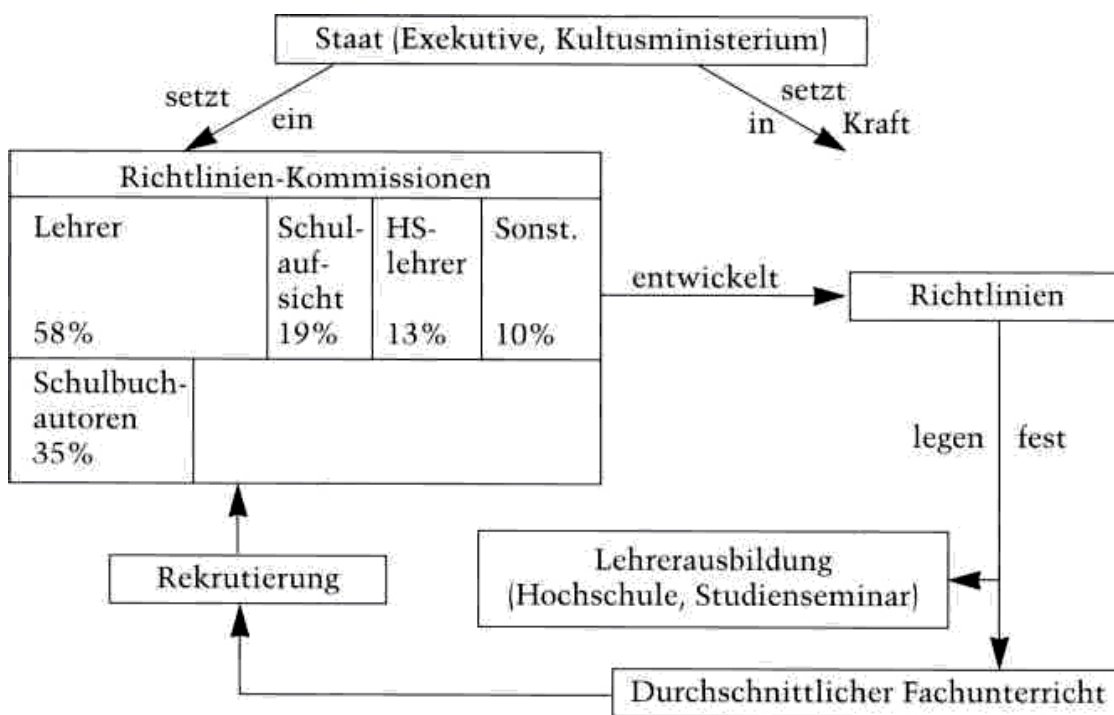 Staat (Exekutive, Kultusministerium)
setzt
ein
setzt
in Kraft
Richtlinien-Kommissionen
Lehrer
58%
Schul-
auf-
sicht
19%
HS-
lehrer
13%
Sonst.
10%
Schulbuch-
autoren
35%
entwickelt
Richtlinien
legen fest
Lehrerausbildung
(Hochschule, Studienseminar)
Rekrutierung
Durchschnittlicher Fachunterricht